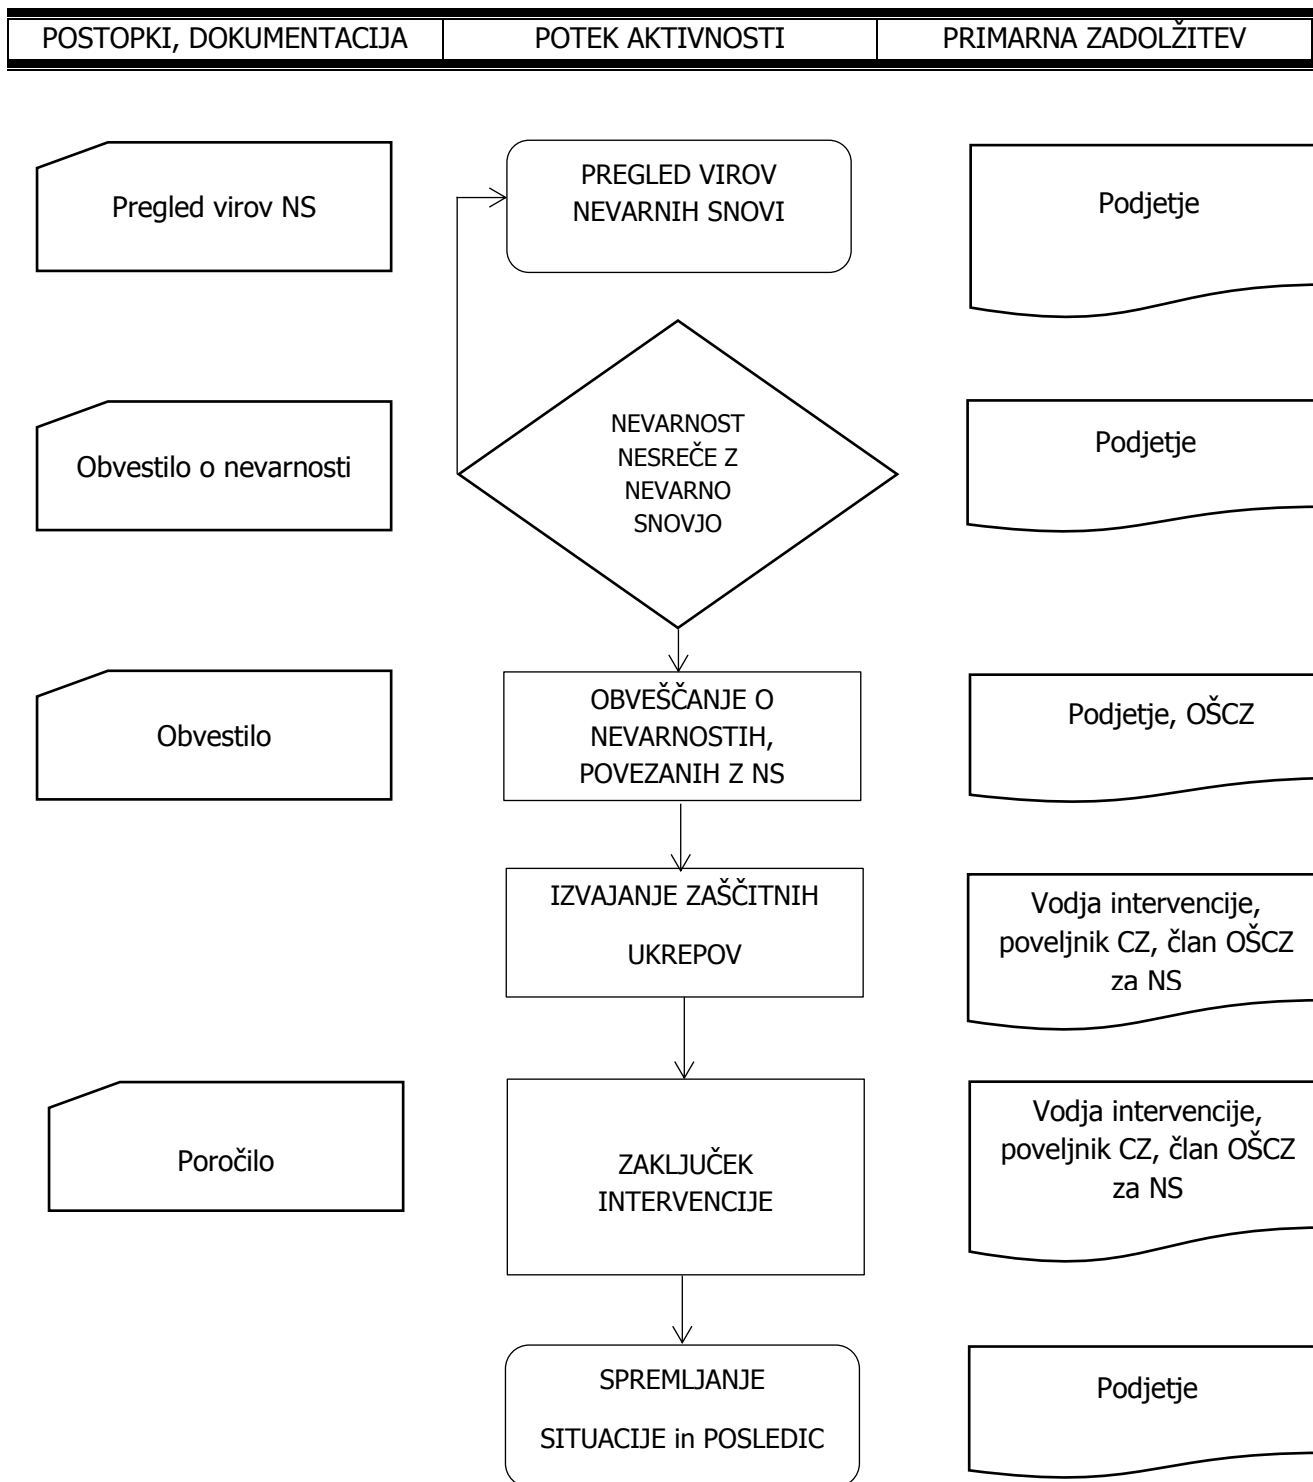 POSTOPKI, DOKUMENTACIJA
POTEK AKTIVNOSTI
PRIMARNA ZADOLŽITEV
Pregled virov NS
PREGLED VIROV
NEVARNIH SNOVI
Podjetje
Obvestilo o nevarnosti
NEVARNOST
NESREČE Z
NEVARNO
SNOVJO
Podjetje
Obvestilo
OBVEŠČANJE O
NEVARNOSTIH,
POVEZANIH Z NS
Podjetje, OŠCZ
IZVAJANJE ZAŠČITNIH
UKREPOV
Vodja intervencije,
poveljnik CZ, član OŠCZ
za NS
Poročilo
ZAKLJUČEK
INTERVENCIJE
Vodja intervencije,
poveljnik CZ, član OŠCZ
za NS
SPREMLJANJE
SITUACIJE in POSLEDIC
Podjetje